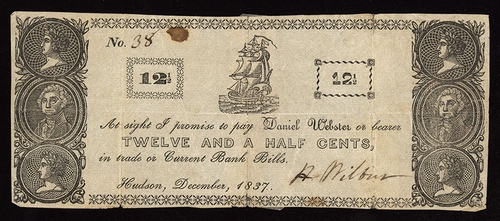 No. 38
12½ 12½
At sight I promise to pay Daniel Webster or bearer
TWELVE AND A HALF CENTS,
in trade or Current Bank Bills.
Hudson, December, 1837.
H Wilbur